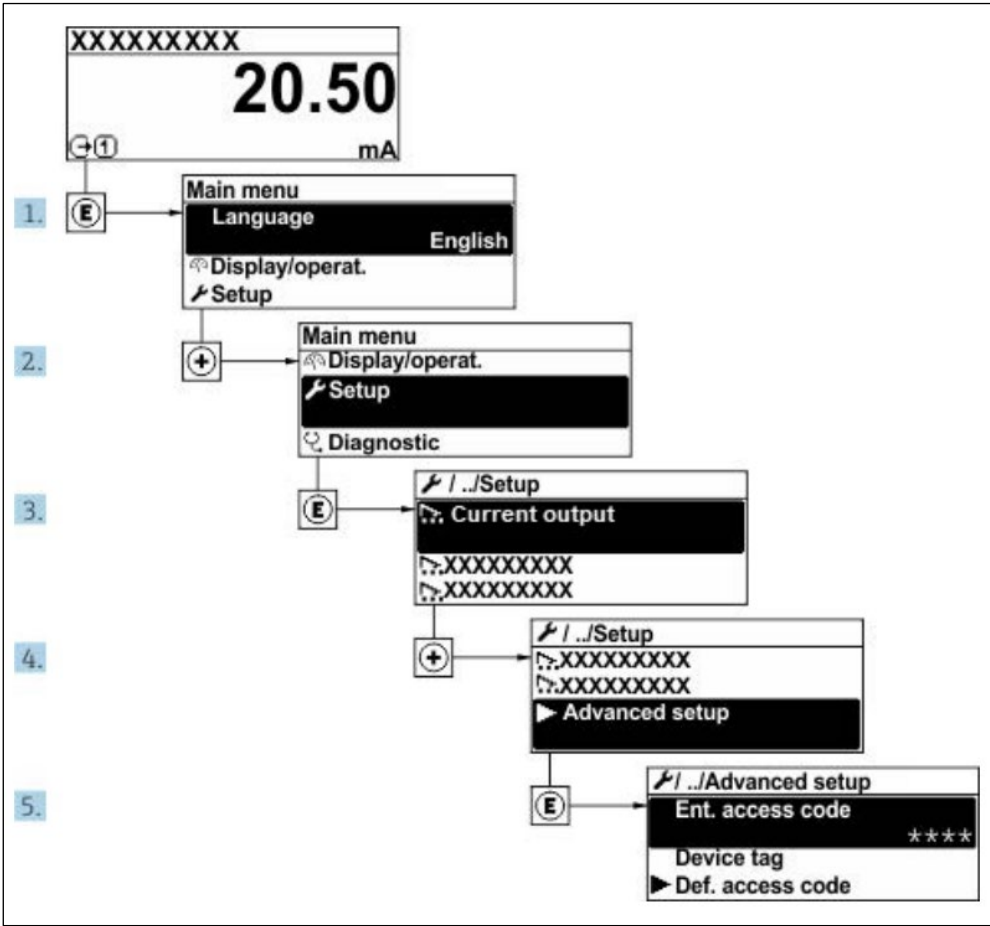 XXXXXXXXX
20.50
1 mA
1. E
Main menu
Language
English
Display/operat.
Setup
2. +
Main menu
Display/operat.
Setup
Diagnostic
3. E
/ ../Setup
Current output
XXXXXXXXX
XXXXXXXXX
4. +
/ ../Setup
XXXXXXXXX
XXXXXXXXX
Advanced setup
5. E
/ ../Advanced setup
Ent. access code
****
Device tag
Def. access code